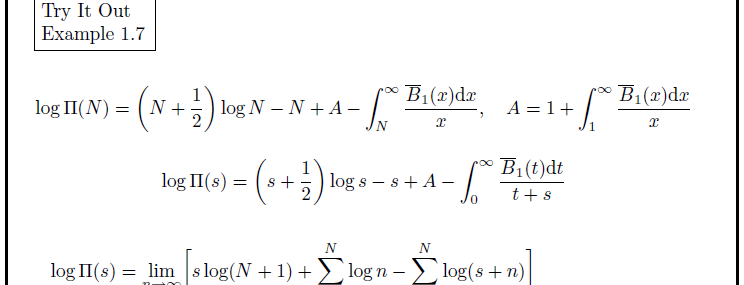 Try It Out
Example 1.7
log Π(N) = (N + 1/2) log N − N + A − ∫_N^∞ B̅₁(x)dx / x, A = 1 + ∫_1^∞ B̅₁(x)dx / x
log Π(s) = (s + 1/2) log s − s + A − ∫_0^∞ B̅₁(t)dt / (t + s)
log Π(s) = lim_{n→∞} [s log(N + 1) + ∑^N log n − ∑^N log(s + n)]